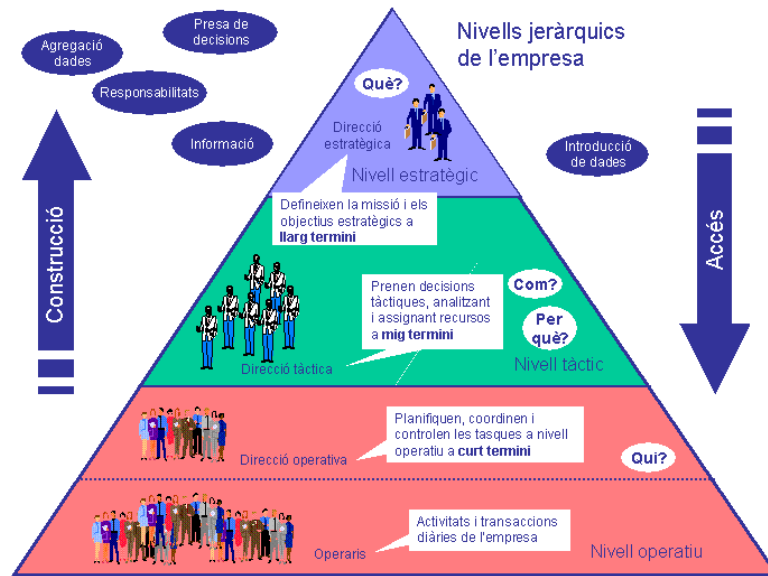 Nivells jeràrquics
de l'empresa
Presa de
decisions
Agregació
dades
Responsabilitats
Informació
Introducció
de dades
Construcció
Accés
Què?
Direcció
estratègica
Nivell estratègic
Defineixen la missió i els
objectius estratègics a
llarg termini
Prenen decisions
tàctiques, analitzant
i assignant recursos
a mig termini
Com?
Per
què?
Direcció tàctica
Nivell tàctic
Planifiquen, coordinen i
controlen les tasques a nivell
operatiu a curt termini
Direcció operativa
Qui?
Activitats i transaccions
diàries de l'empresa
Operaris
Nivell operatiu